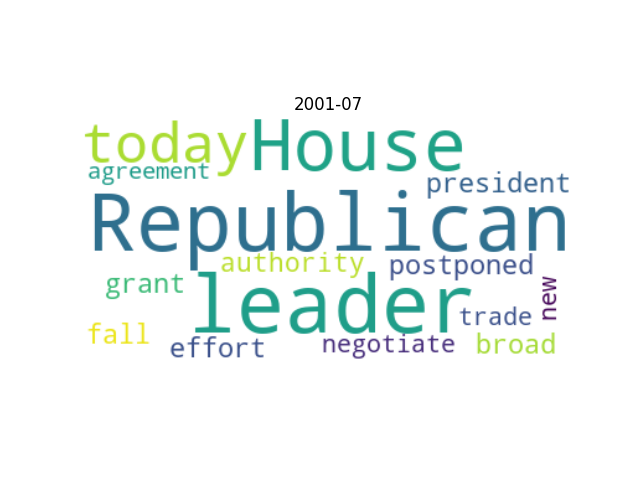 2001-07
today House
agreement
president
Republican
authority postponed
grant leader new
trade
fall effort negotiate broad